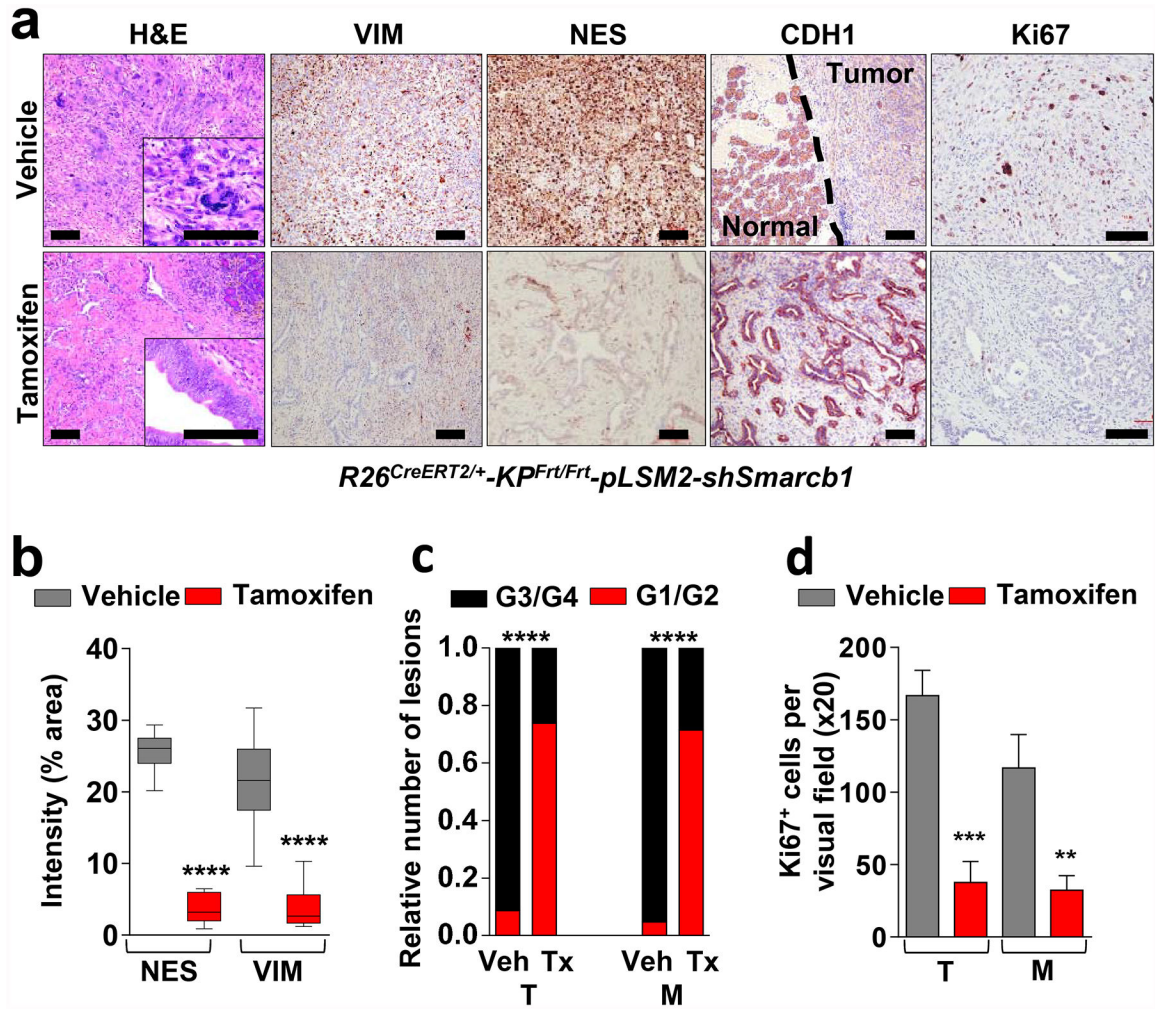 a
H&E VIM NES CDH1 Ki67
Vehicle
Tumor
Normal
Tamoxifen
R26CreERT2/+-KPFrt/Frt-pLSM2-shSmarcb1
b
Vehicle Tamoxifen
Intensity (% area)
40
30
20
10
0
****
****
NES VIM
c
G3/G4 G1/G2
Relative number of lesions
**** ****
1.0
0.8
0.6
0.4
0.2
0.0
Veh Tx Veh Tx
T M
d
Vehicle Tamoxifen
Ki67+ cells per
visual field (x20)
200
150
100
50
0
***
**
T M